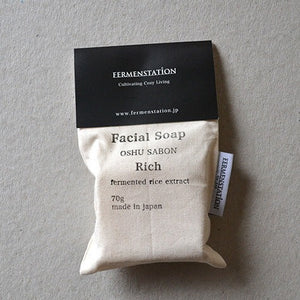 FERMENSTATION
Cultivating Cozy Living
www.fermenstation.jp
Facial Soap
OSHU SABON
Rich
fermented rice extract
70g
made in japan
FERMENSTATION